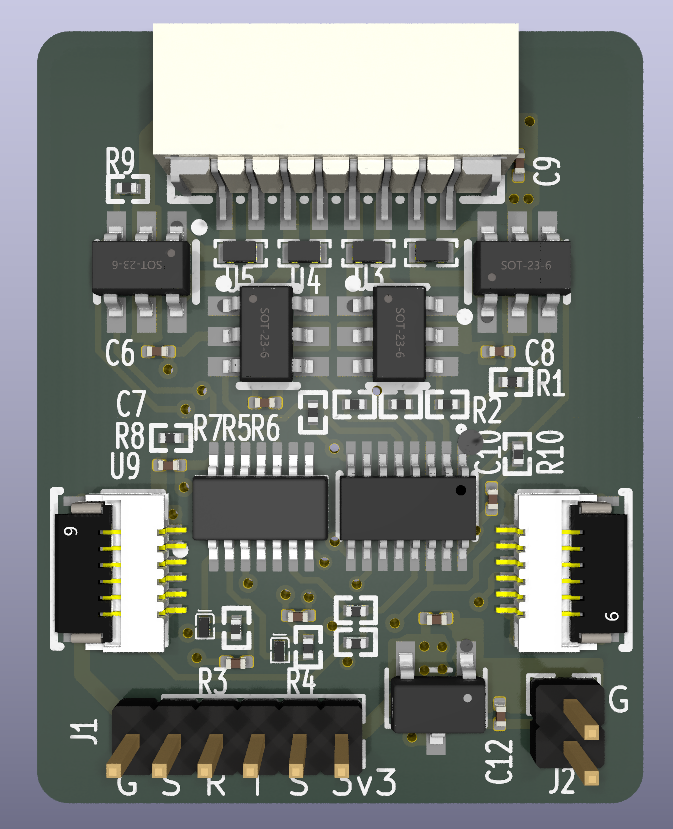 R9
C9
SOT-23-6
SOT-23-6
U5 U4 U3
SOT-23-6
SOT-23-6
C6
C8
R1
C7
R2
R8
R7R5R6
U9
C10
R10
9
6
R3
R4
G
J1
C12
J2
G S R T S 3v3